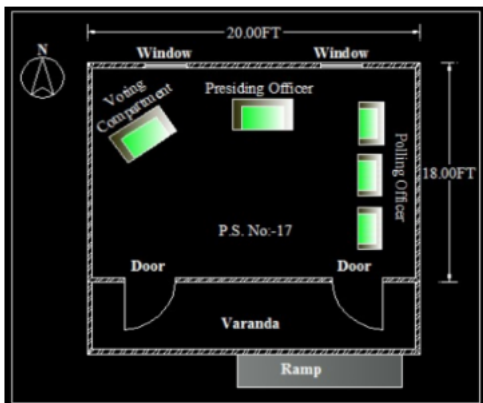 20.00FT
N
Window
Window
Voting
Compartment
Presiding Officer
Polling Officer
18.00FT
P.S. No:-17
Door
Door
Varanda
Ramp